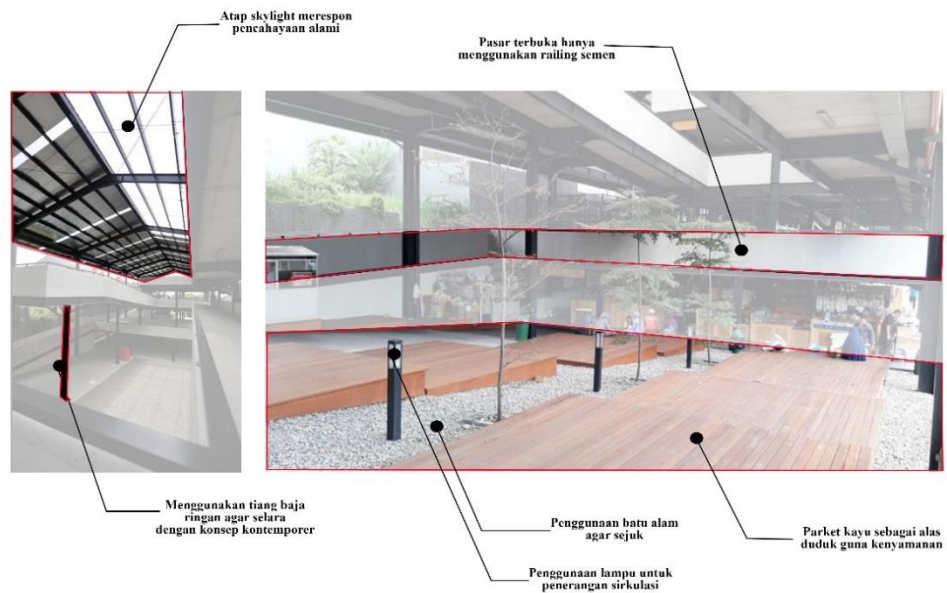 Atap skylight merespon
pencahayaan alami
Pasar terbuka hanya
menggunakan railing semen
Menggunakan tiang baja
ringan agar selara
dengan konsep kontemporer
Penggunaan batu alam
agar sejuk
Penggunaan lampu untuk
penerangan sirkulasi
Parket kayu sebagai alas
duduk guna kenyamanan